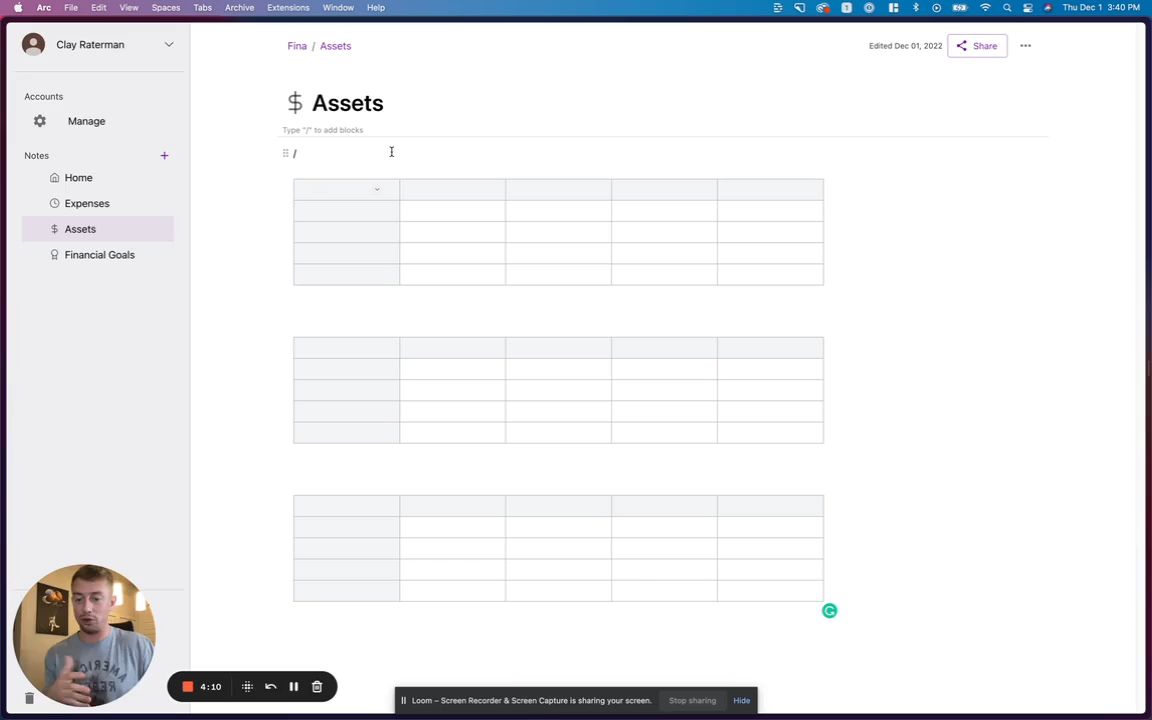 Arc File Edit View Spaces Tabs Archive Extensions Window Help Thu Dec 1 3:40 PM
Clay Raterman
Fina / Assets
Edited Dec 01, 2022
Share
Accounts
Manage
Notes
Home
Expenses
Assets
Financial Goals
$ Assets
Type "/" to add blocks
/
4:10
Loom – Screen Recorder & Screen Capture is sharing your screen. Stop sharing Hide